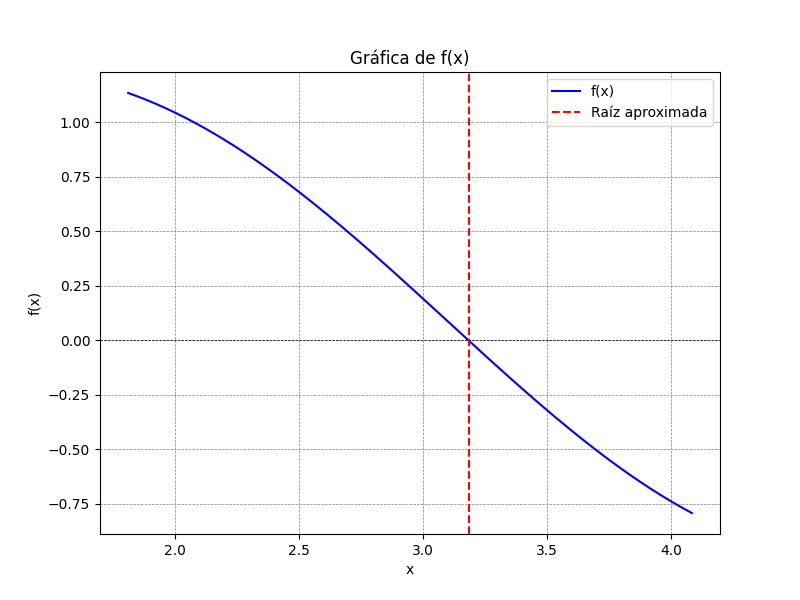 Gráfica de f(x)
f(x)
Raíz aproximada
1.00
0.75
0.50
0.25
0.00
−0.25
−0.50
−0.75
f(x)
2.0 2.5 3.0 3.5 4.0
x